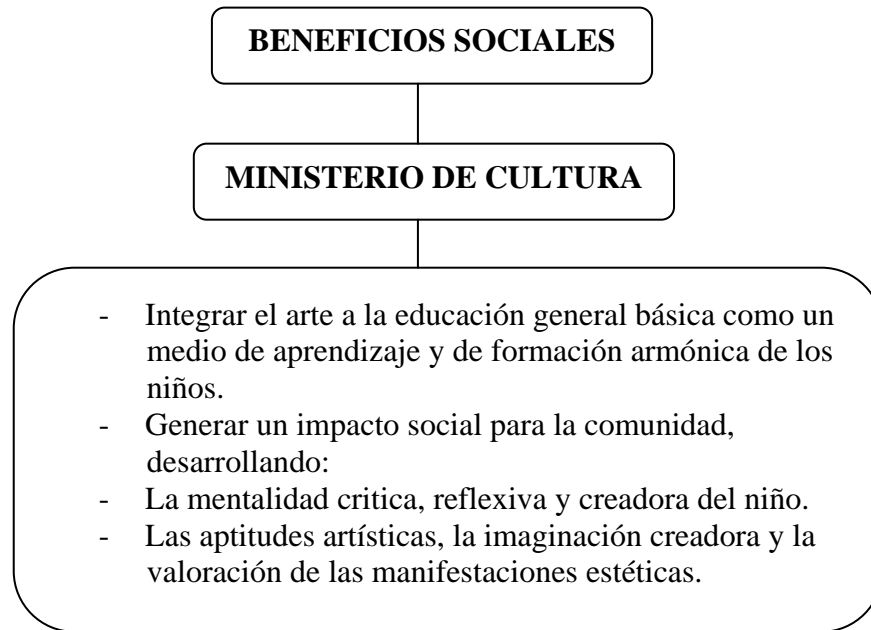 BENEFICIOS SOCIALES
MINISTERIO DE CULTURA
- Integrar el arte a la educación general básica como un
medio de aprendizaje y de formación armónica de los
niños.
- Generar un impacto social para la comunidad,
desarrollando:
- La mentalidad critica, reflexiva y creadora del niño.
- Las aptitudes artísticas, la imaginación creadora y la
valoración de las manifestaciones estéticas.